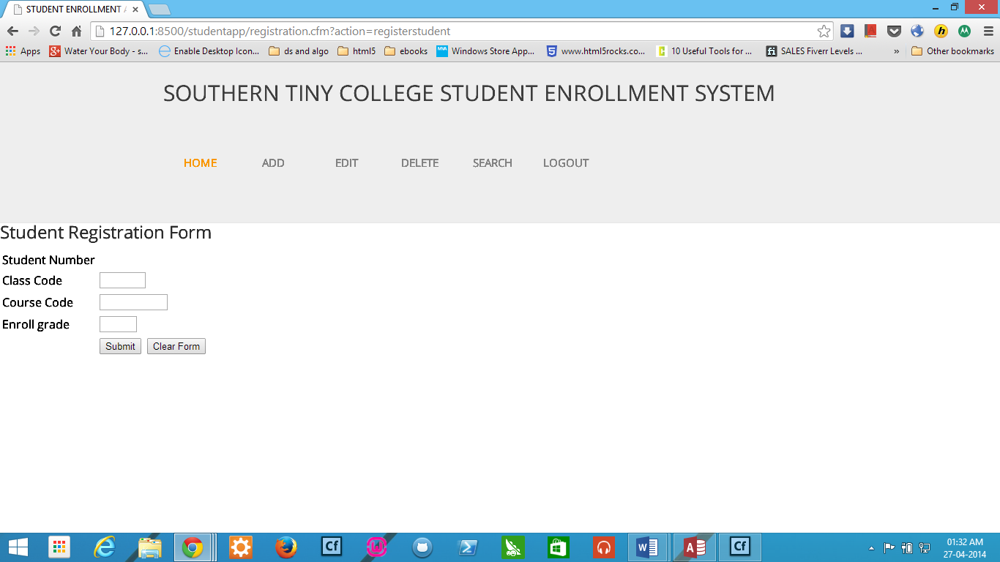 STUDENT ENROLLMENT
127.0.0.1:8500/studentapp/registration.cfm?action=registerstudent
Apps Water Your Body - s... Enable Desktop Icon... ds and algo html5 ebooks Windows Store App... www.html5rocks.co... 10 Useful Tools for ... SALES Fiverr Levels ... » Other bookmarks
SOUTHERN TINY COLLEGE STUDENT ENROLLMENT SYSTEM
HOME ADD EDIT DELETE SEARCH LOGOUT
Student Registration Form
Student Number
Class Code
Course Code
Enroll grade
Submit Clear Form
01:32 AM
27-04-2014